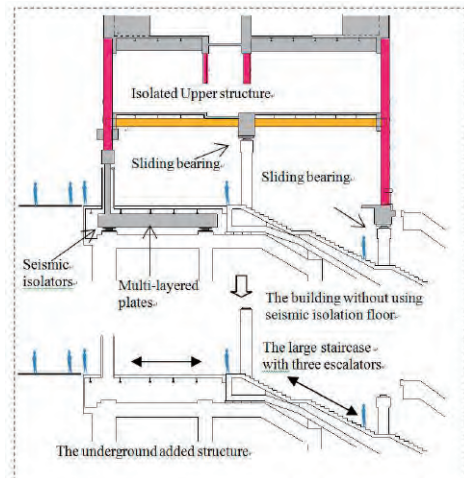 Isolated Upper structure
Sliding bearing
Sliding bearing
Seismic
isolators
Multi-layered
plates
The building without using
seismic isolation floor
The large staircase
with three escalators
The underground added structure